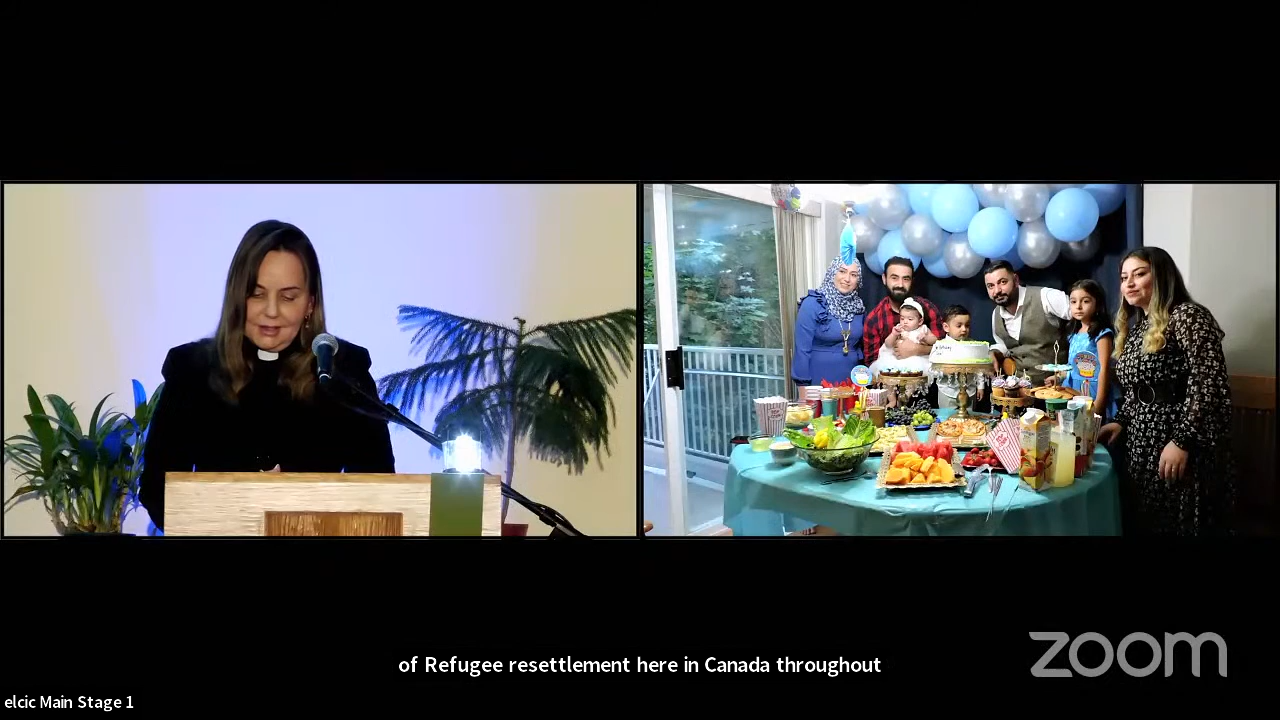 of Refugee resettlement here in Canada throughout
zoom
elcic Main Stage 1